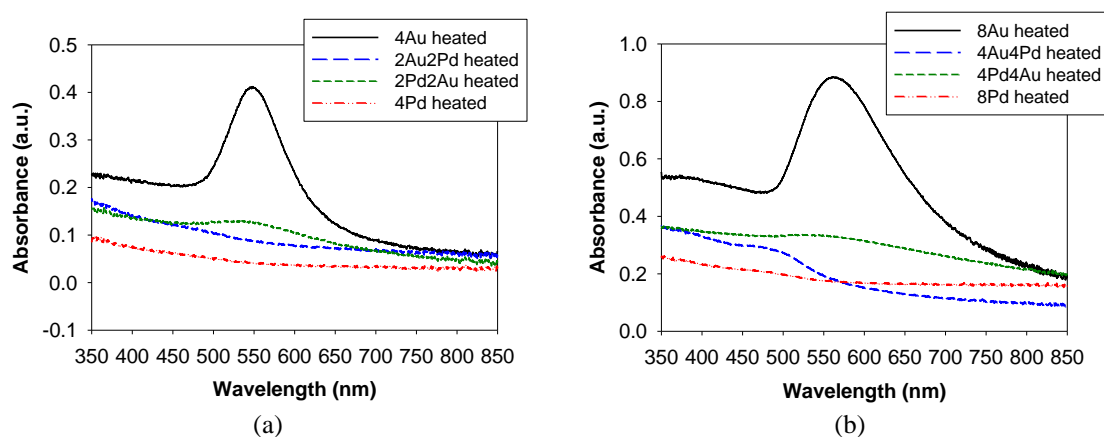 4Au heated
2Au2Pd heated
2Pd2Au heated
4Pd heated
0.5
0.4
0.3
0.2
0.1
0.0
-0.1
Absorbance (a.u.)
350 400 450 500 550 600 650 700 750 800 850
Wavelength (nm)
(a)
8Au heated
4Au4Pd heated
4Pd4Au heated
8Pd heated
1.0
0.8
0.6
0.4
0.2
0.0
Absorbance (a.u.)
350 400 450 500 550 600 650 700 750 800 850
Wavelength (nm)
(b)